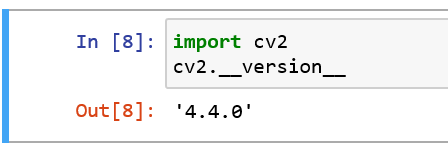 In [8]: import cv2
cv2.__version__
Out[8]: '4.4.0'